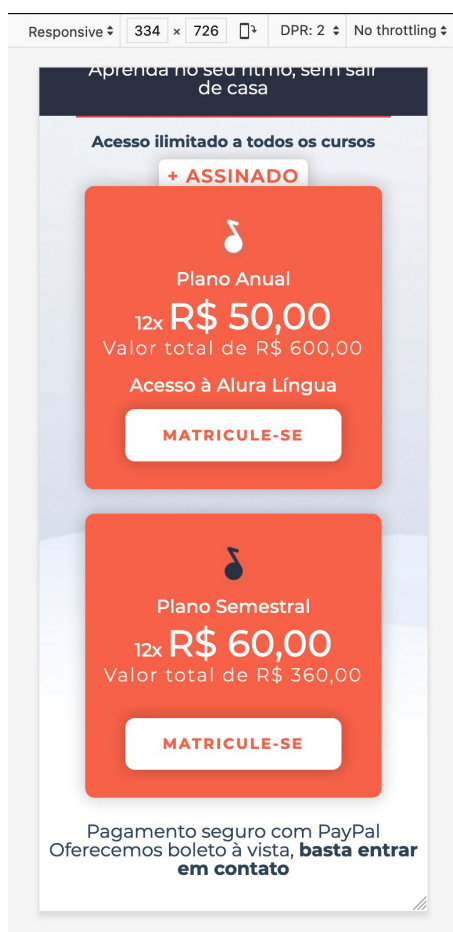 Responsive 334 × 726 DPR: 2 No throttling
Aprenda no seu ritmo, sem sair
de casa
Acesso ilimitado a todos os cursos
+ ASSINADO
Plano Anual
12x R$ 50,00
Valor total de R$ 600,00
Acesso à Alura Língua
MATRICULE-SE
Plano Semestral
12x R$ 60,00
Valor total de R$ 360,00
MATRICULE-SE
Pagamento seguro com PayPal
Oferecemos boleto à vista, basta entrar
em contato